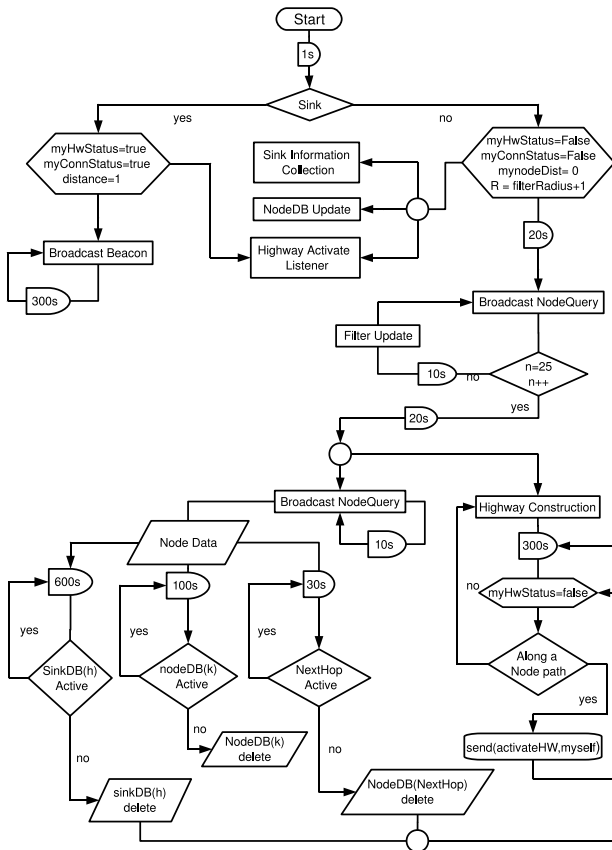 Start
1s
Sink
yes
no
myHwStatus=true
myConnStatus=true
distance=1
Sink Information
Collection
myHwStatus=False
myConnStatus=False
mynodeDist= 0
R = filterRadius+1
NodeDB Update
Highway Activate
Listener
20s
Broadcast Beacon
300s
Broadcast NodeQuery
Filter Update
n=25
n++
10s
no
yes
20s
Broadcast NodeQuery
Highway Construction
10s
Node Data
300s
600s
100s
30s
no
myHwStatus=false
yes
yes
yes
SinkDB(h)
Active
nodeDB(k)
Active
NextHop
Active
Along a
Node path
yes
no
NodeDB(k)
delete
no
no
send(activateHW,myself)
sinkDB(h)
delete
NodeDB(NextHop)
delete